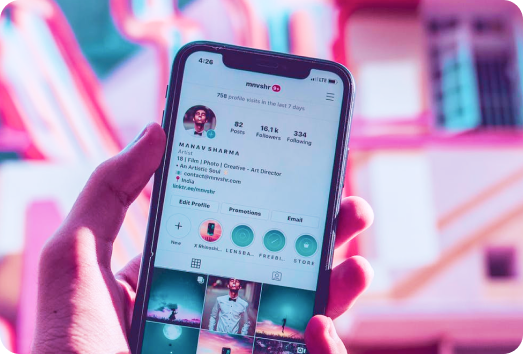 4:26
LTE
mnvshr 9+
758 profile visits in the last 7 days
82 16.1k 334
Posts Followers Following
MANAV SHARMA
Artist
18 | Film | Photo | Creative - Art Director
• An Artistic Soul
contact@mnvshr.com
India
linktr.ee/mnvshr
Edit Profile Promotions Email
New LENSBA... FREEBI... STORE